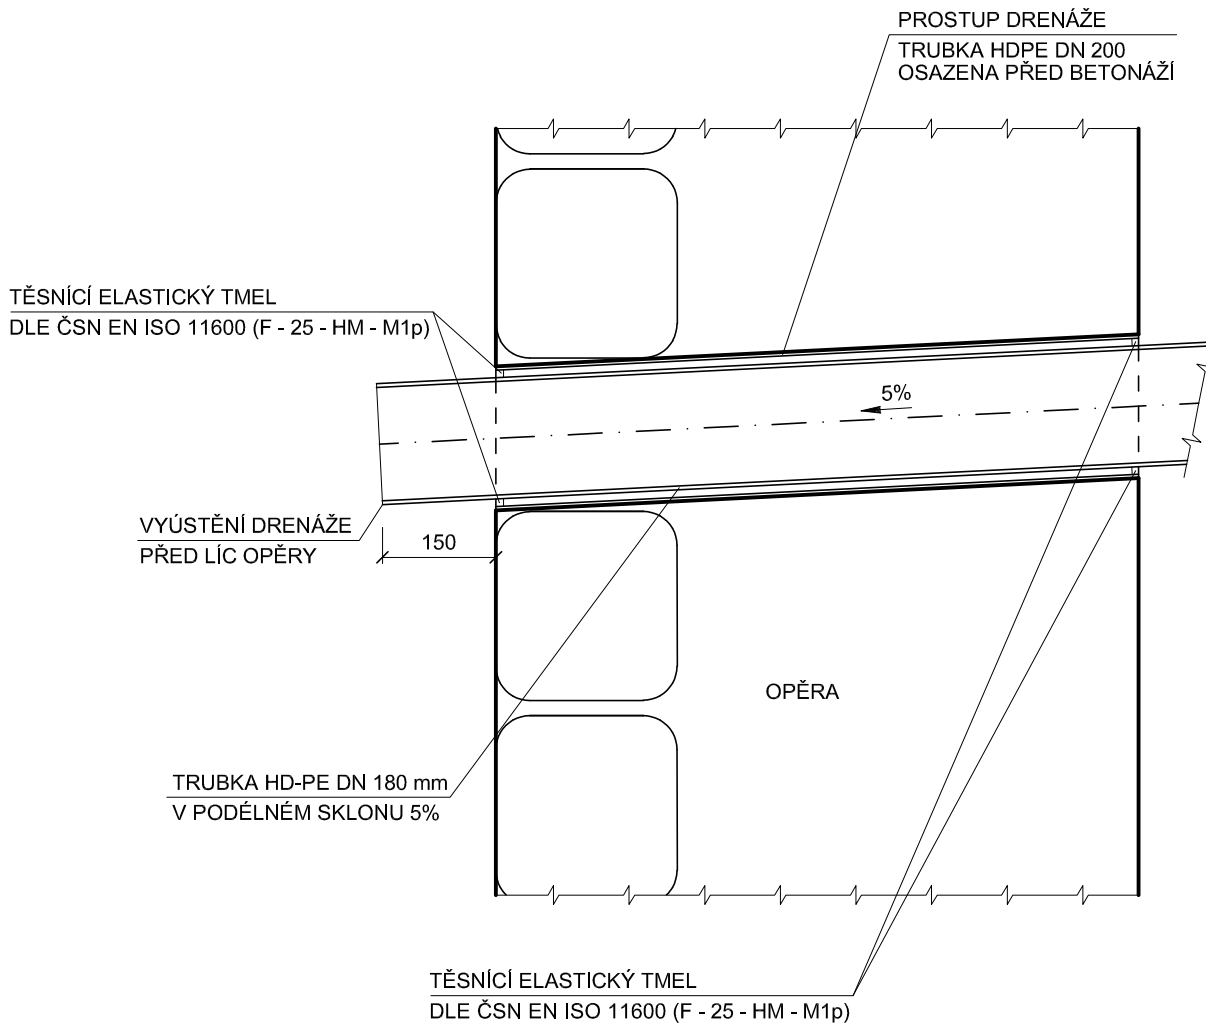 PROSTUP DRENÁŽE
TRUBKA HDPE DN 200
OSAZENA PŘED BETONÁŽÍ
TĚSNÍCÍ ELASTICKÝ TMEL
DLE ČSN EN ISO 11600 (F - 25 - HM - M1p)
5%
VYÚSTĚNÍ DRENÁŽE
PŘED LÍC OPĚRY
150
OPĚRA
TRUBKA HD-PE DN 180 mm
V PODÉLNÉM SKLONU 5%
TĚSNÍCÍ ELASTICKÝ TMEL
DLE ČSN EN ISO 11600 (F - 25 - HM - M1p)